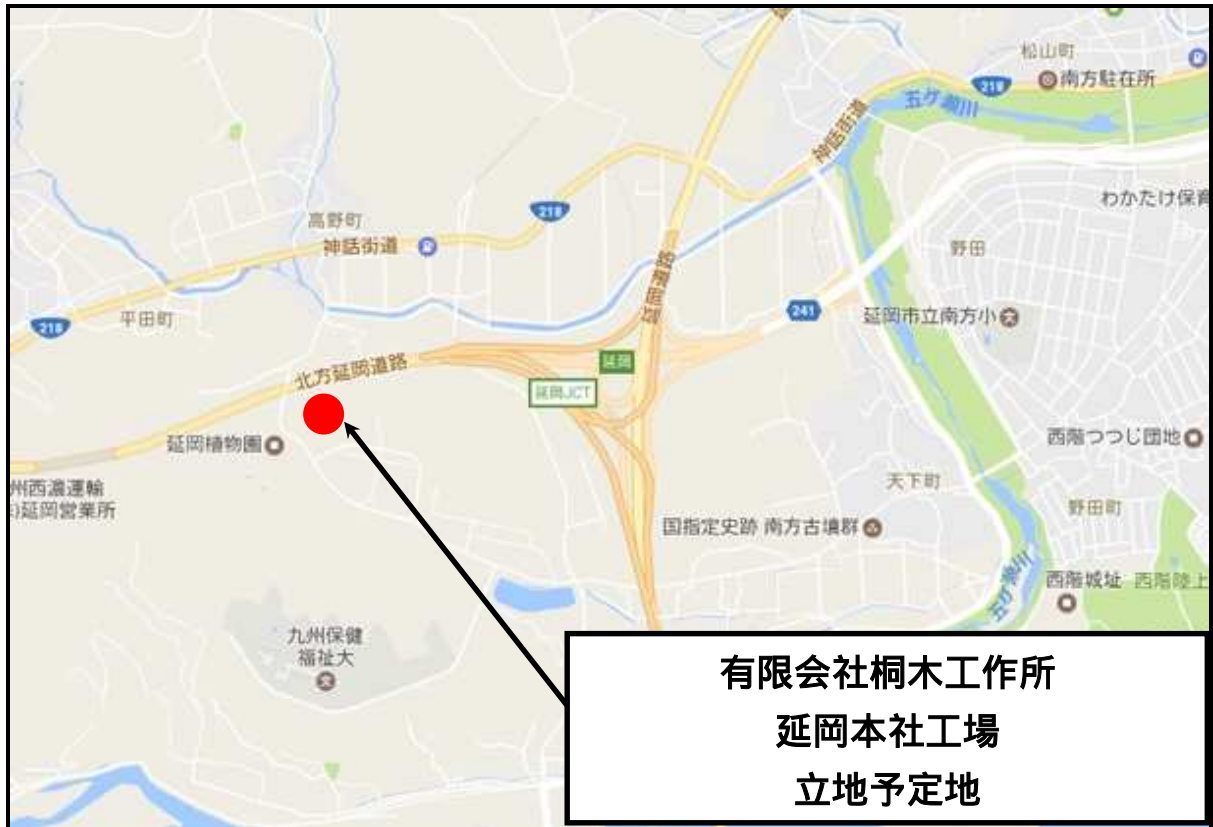 松山町
218
南方駐在所
五ケ瀬川
神話街道
わかたけ保育
218
高野町
神話街道
野田
延岡道路
241
延岡市立南方小
平田町
218
延岡
北方延岡道路
延岡JCT
延岡植物園
西階つつじ団地
天下町
州西濃運輸
)延岡営業所
野田町
国指定史跡 南方古墳群
五ケ瀬川
西階城址
西階陸上
九州保健
福祉大
有限会社桐木工作所
延岡本社工場
立地予定地